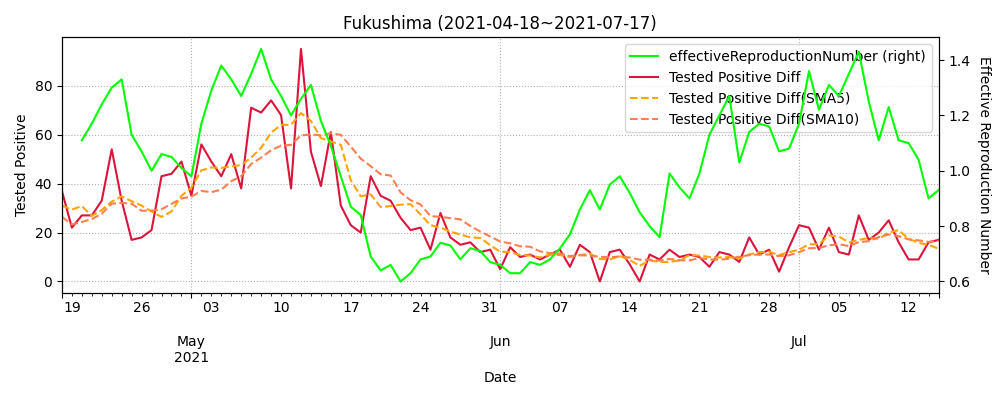 Fukushima (2021-04-18~2021-07-17)
effectiveReproductionNumber (right)
Tested Positive Diff
Tested Positive Diff(SMA5)
Tested Positive Diff(SMA10)
Tested Positive
80
60
40
20
0
Effective Reproduction Number
1.4
1.2
1.0
0.8
0.6
19 26 03 10 17 24 31 07 14 21 28 05 12
May Jun Jul
2021
Date